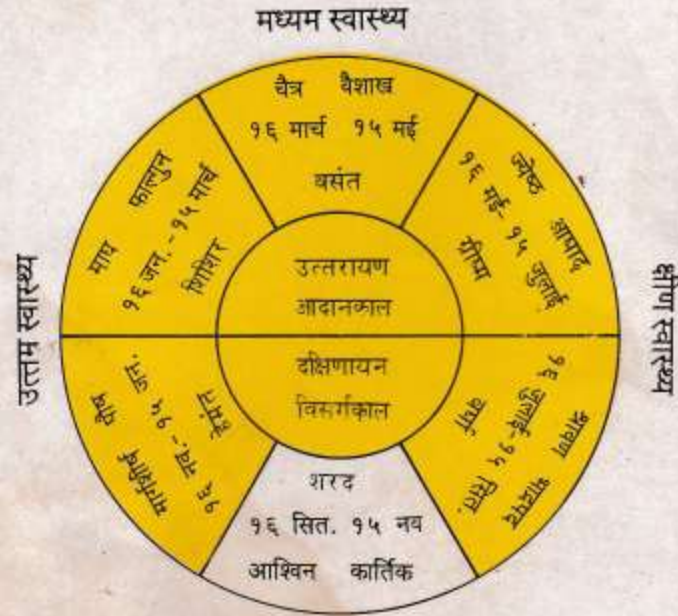 मध्यम स्वास्थ्य
चैत्र वैशाख
१६ मार्च १५ मई
वसंत
ज्येष्ठ आषाढ
१६ मई- १५ जुलाई
ग्रीष्म
माघ फाल्गुन
१६ जन. - १५ मार्च
शिशिर
उत्तरायण
आदानकाल
उत्तम स्वास्थ्य
क्षीण स्वास्थ्य
दक्षिणायन
विसर्गकाल
मार्गशीर्ष पौष
१६ नव.- १५ जन.
हेमंत
वर्षा
१६ जुलाई-१५ सित.
श्रावण भाद्रपद
शरद
१६ सित. १५ नव
आश्विन कार्तिक